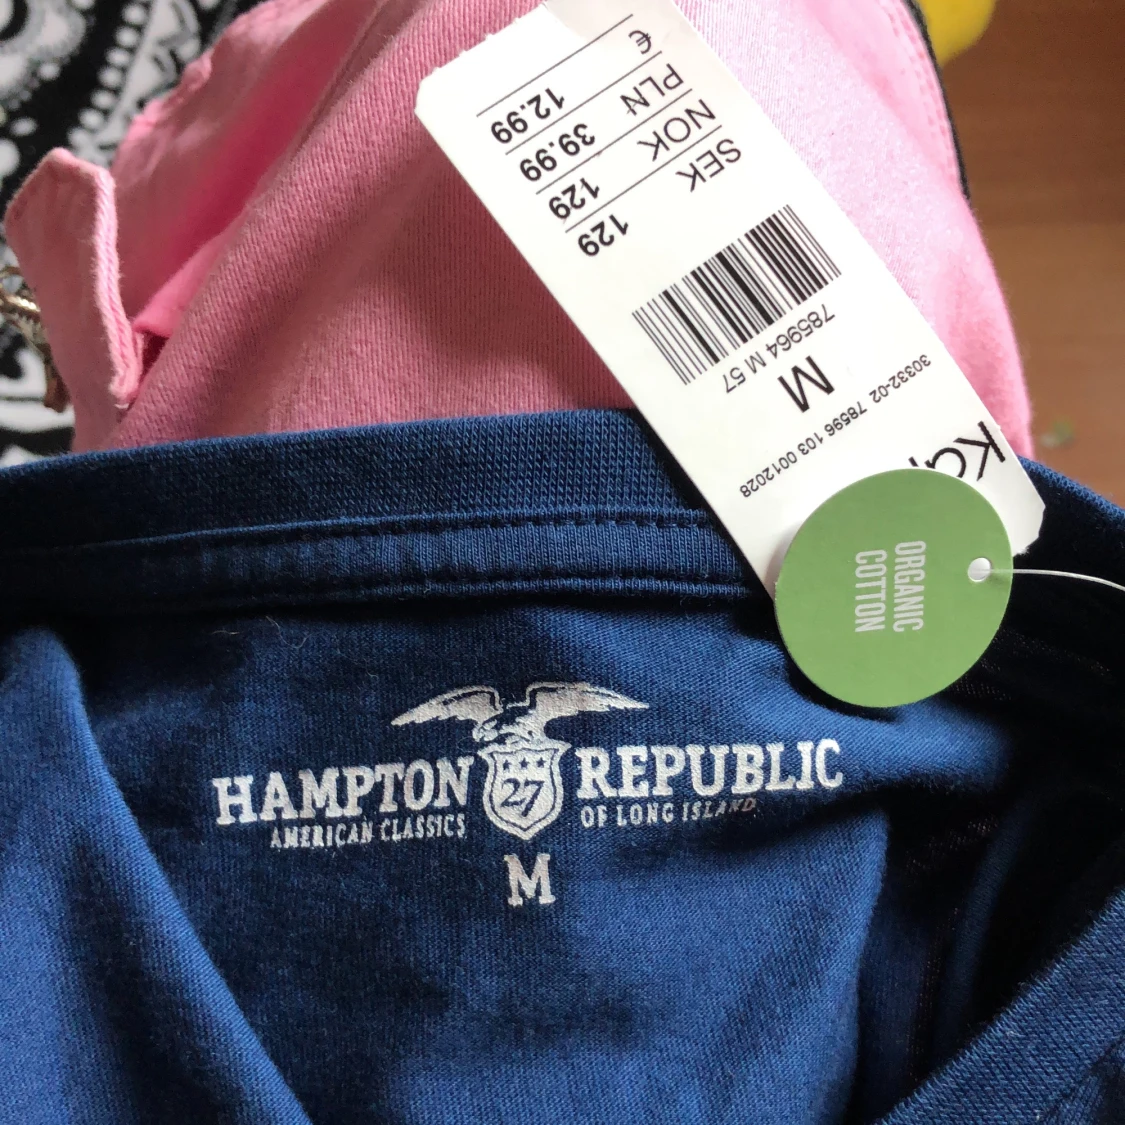 Ka
30332-02 78596 103 0012028
M
785964 M 57
SEK 129
NOK 129
PLN 39.99
€ 12.99
ORGANIC
COTTON
HAMPTON REPUBLIC
27
AMERICAN CLASSICS OF LONG ISLAND
M